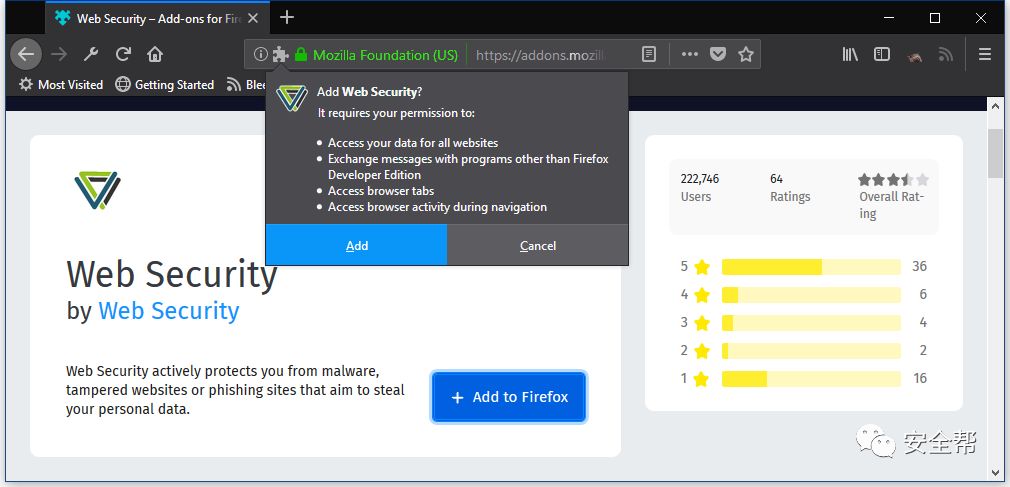 Web Security – Add-ons for Fire
Mozilla Foundation (US)
https://addons.mozil
Most Visited
Getting Started
Blee
Add Web Security?
It requires your permission to:
Access your data for all websites
Exchange messages with programs other than Firefox
Developer Edition
Access browser tabs
Access browser activity during navigation
Add
Cancel
Web Security
by Web Security
Web Security actively protects you from malware,
tampered websites or phishing sites that aim to steal
your personal data.
+ Add to Firefox
222,746
Users
64
Ratings
Overall Rat-
ing
5 36
4 6
3 4
2 2
1 16
安全帮